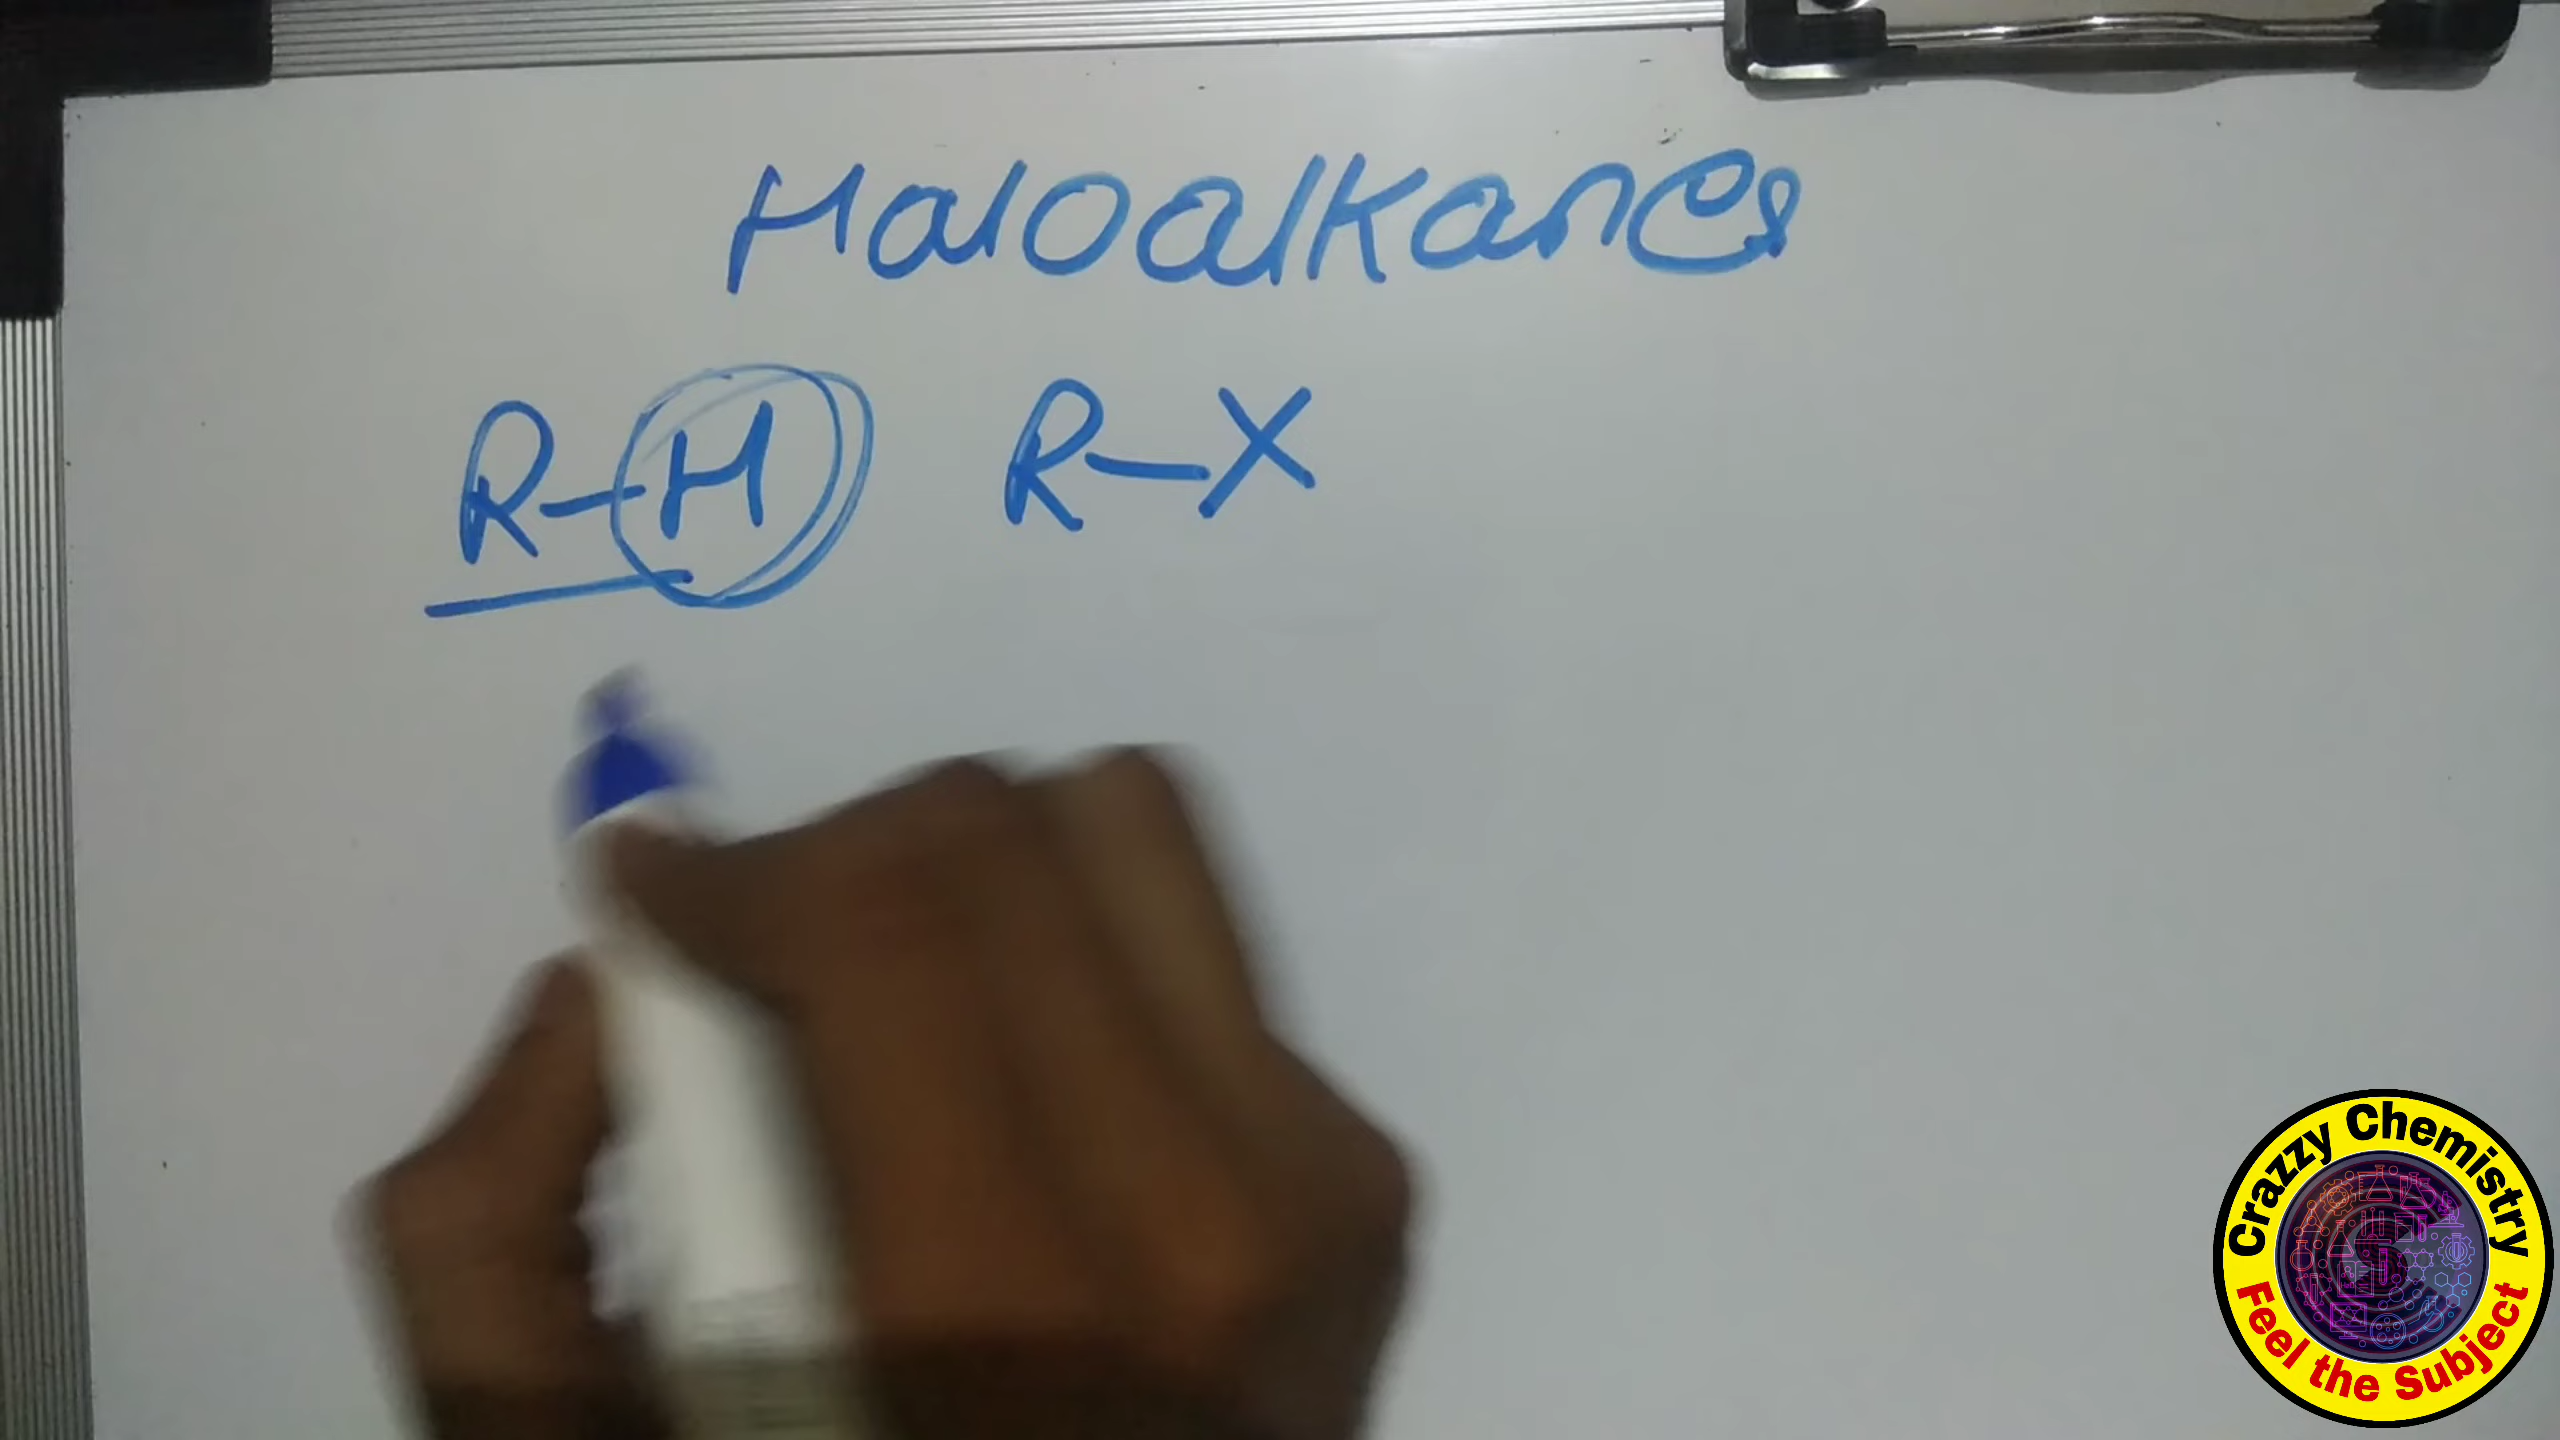 Haloalkanes
R-H R-X
Crazzy Chemistry
Feel the Subject